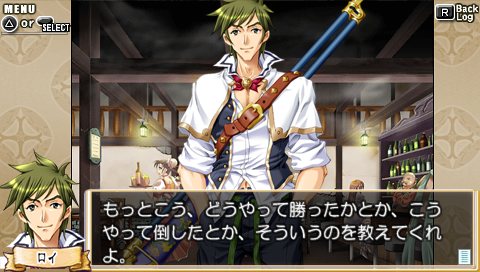 MENU
△ or
SELECT
R Back
Log
もっとこう、どうやって勝ったかとか、こう
やって倒したとか、そういうのを教えてくれ
よ。
ロイ